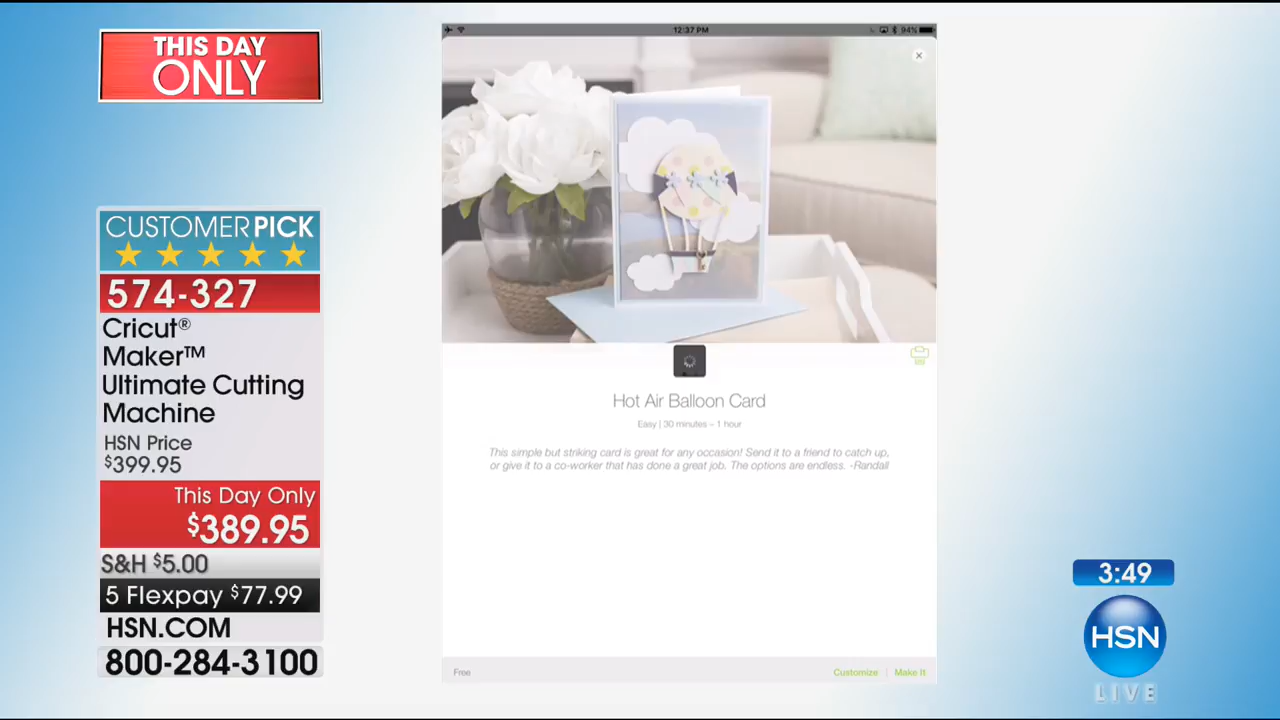 THIS DAY
ONLY
CUSTOMER PICK
574-327
Cricut®
Maker™
Ultimate Cutting
Machine
HSN Price
$399.95
This Day Only
$389.95
S&H $5.00
5 Flexpay $77.99
HSN.COM
800-284-3100
12:37 PM
94%
Hot Air Balloon Card
Easy | 30 minutes – 1 hour
This simple but striking card is great for any occasion! Send it to a friend to catch up,
or give it to a co-worker that has done a great job. The options are endless. -Randall
Free
Customize | Make It
3:49
HSN
LIVE